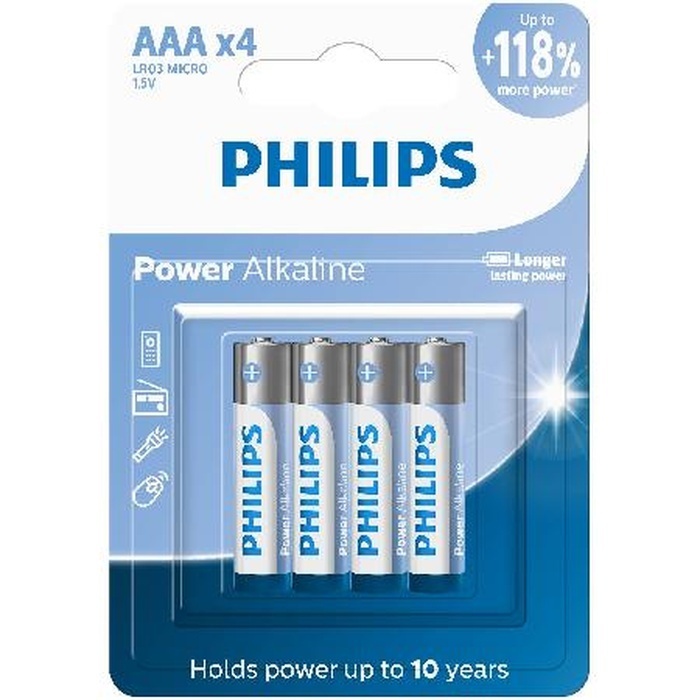 AAA x4
LR03 MICRO
1.5V
Up to
+118%
more power*
PHILIPS
Power Alkaline
Longer
lasting power
PHILIPS
Power Alkaline
PHILIPS
Power Alkaline
PHILIPS
Power Alkaline
PHILIPS
Power Alkaline
Holds power up to 10 years